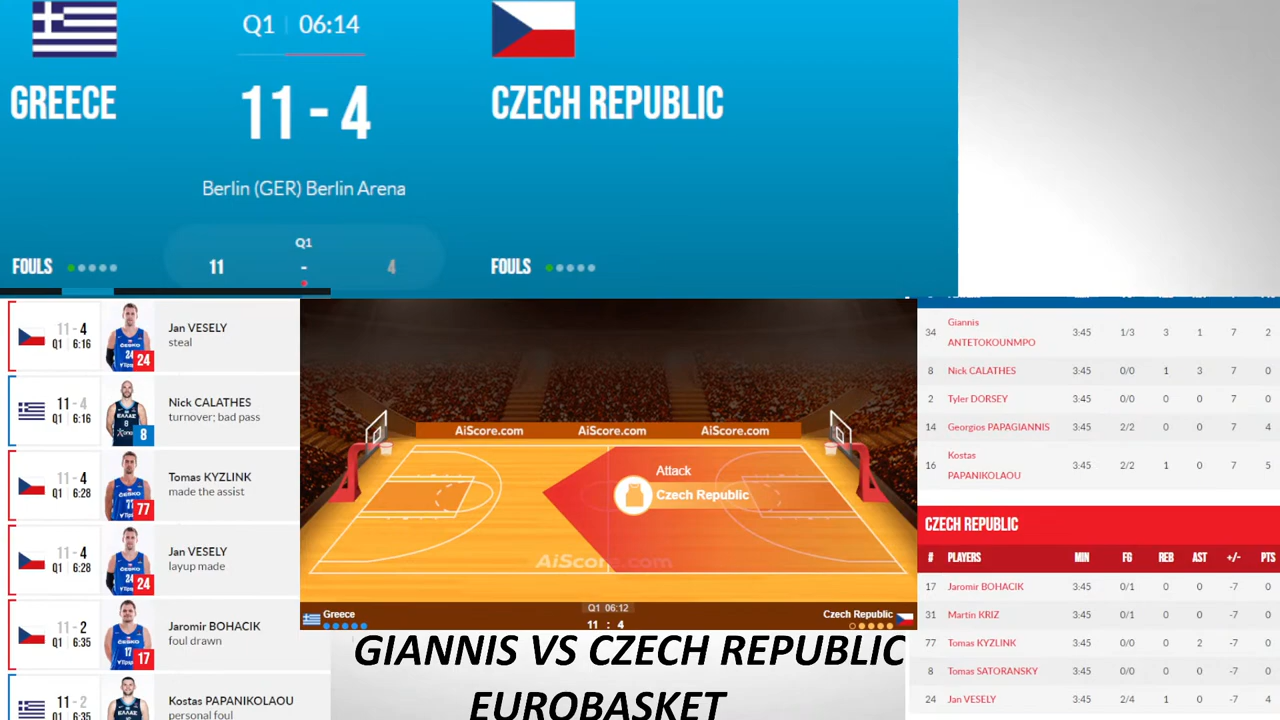 Q1 06:14
GREECE
11 - 4
CZECH REPUBLIC
Berlin (GER) Berlin Arena
Q1
FOULS
11 - 4
FOULS
11 - 4
Q1 6:16
24
Jan VESELY
steal
11 - 4
Q1 6:16
8
Nick CALATHES
turnover; bad pass
11 - 4
Q1 6:28
77
Tomas KYZLINK
made the assist
11 - 4
Q1 6:28
24
Jan VESELY
layup made
11 - 2
Q1 6:35
17
Jaromir BOHACIK
foul drawn
11 - 2
Q1 6:35
Kostas PAPANIKOLAOU
personal foul
AiScore.com AiScore.com AiScore.com
Attack
Czech Republic
AiScore.com
Q1 06:12
Greece
11 : 4
Czech Republic
GIANNIS VS CZECH REPUBLIC
EUROBASKET
34 Giannis ANTETOKOUNMPO 3:45 1/3 3 1 7 2
8 Nick CALATHES 3:45 0/0 1 3 7 0
2 Tyler DORSEY 3:45 0/0 0 0 7 0
14 Georgios PAPAGIANNIS 3:45 2/2 0 0 7 4
16 Kostas PAPANIKOLAOU 3:45 2/2 1 0 7 5
CZECH REPUBLIC
# PLAYERS MIN FG REB AST +/- PTS
17 Jaromir BOHACIK 3:45 0/1 0 0 -7 0
31 Martin KRIZ 3:45 0/1 0 0 -7 0
77 Tomas KYZLINK 3:45 0/0 0 2 -7 0
8 Tomas SATORANSKY 3:45 0/0 0 0 -7 0
24 Jan VESELY 3:45 2/4 1 0 -7 4